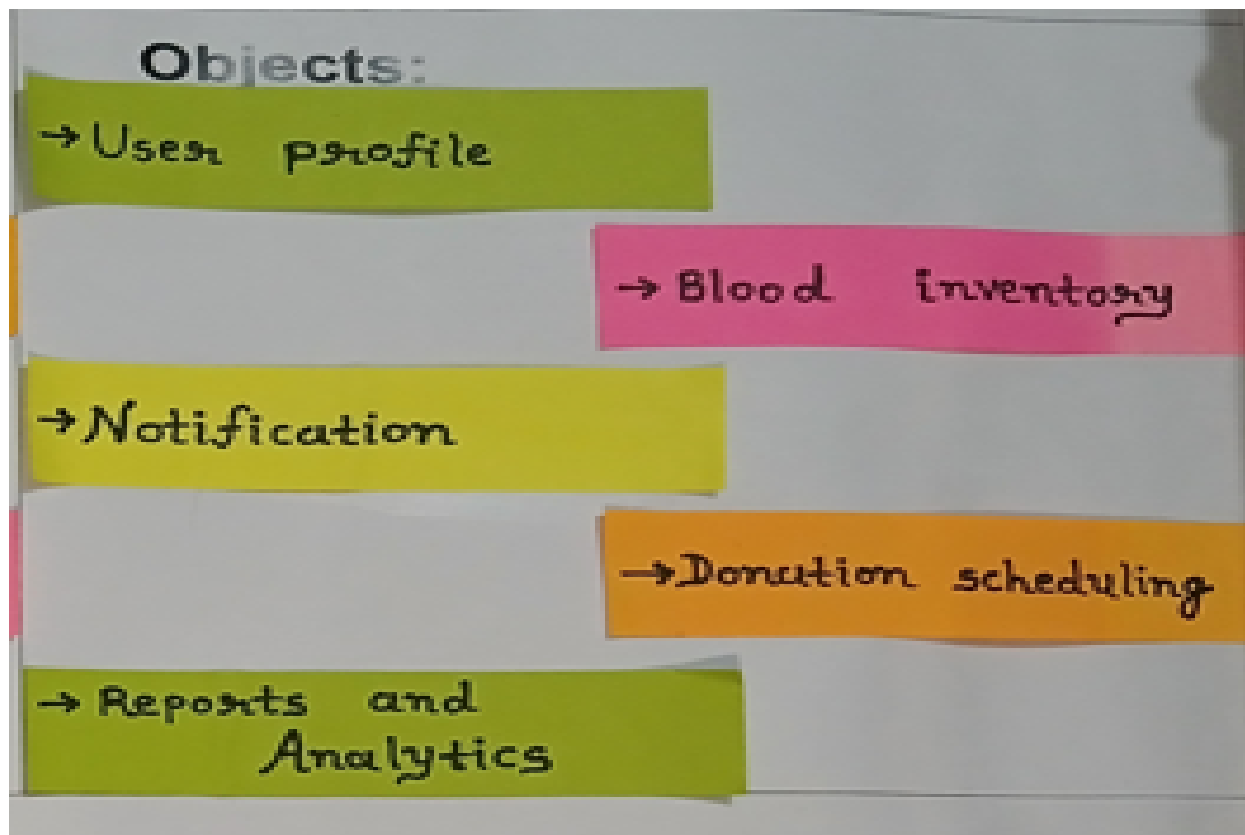 Objects:
→ User profile
→ Blood inventory
→ Notification
→ Donation scheduling
→ Reports and
Analytics